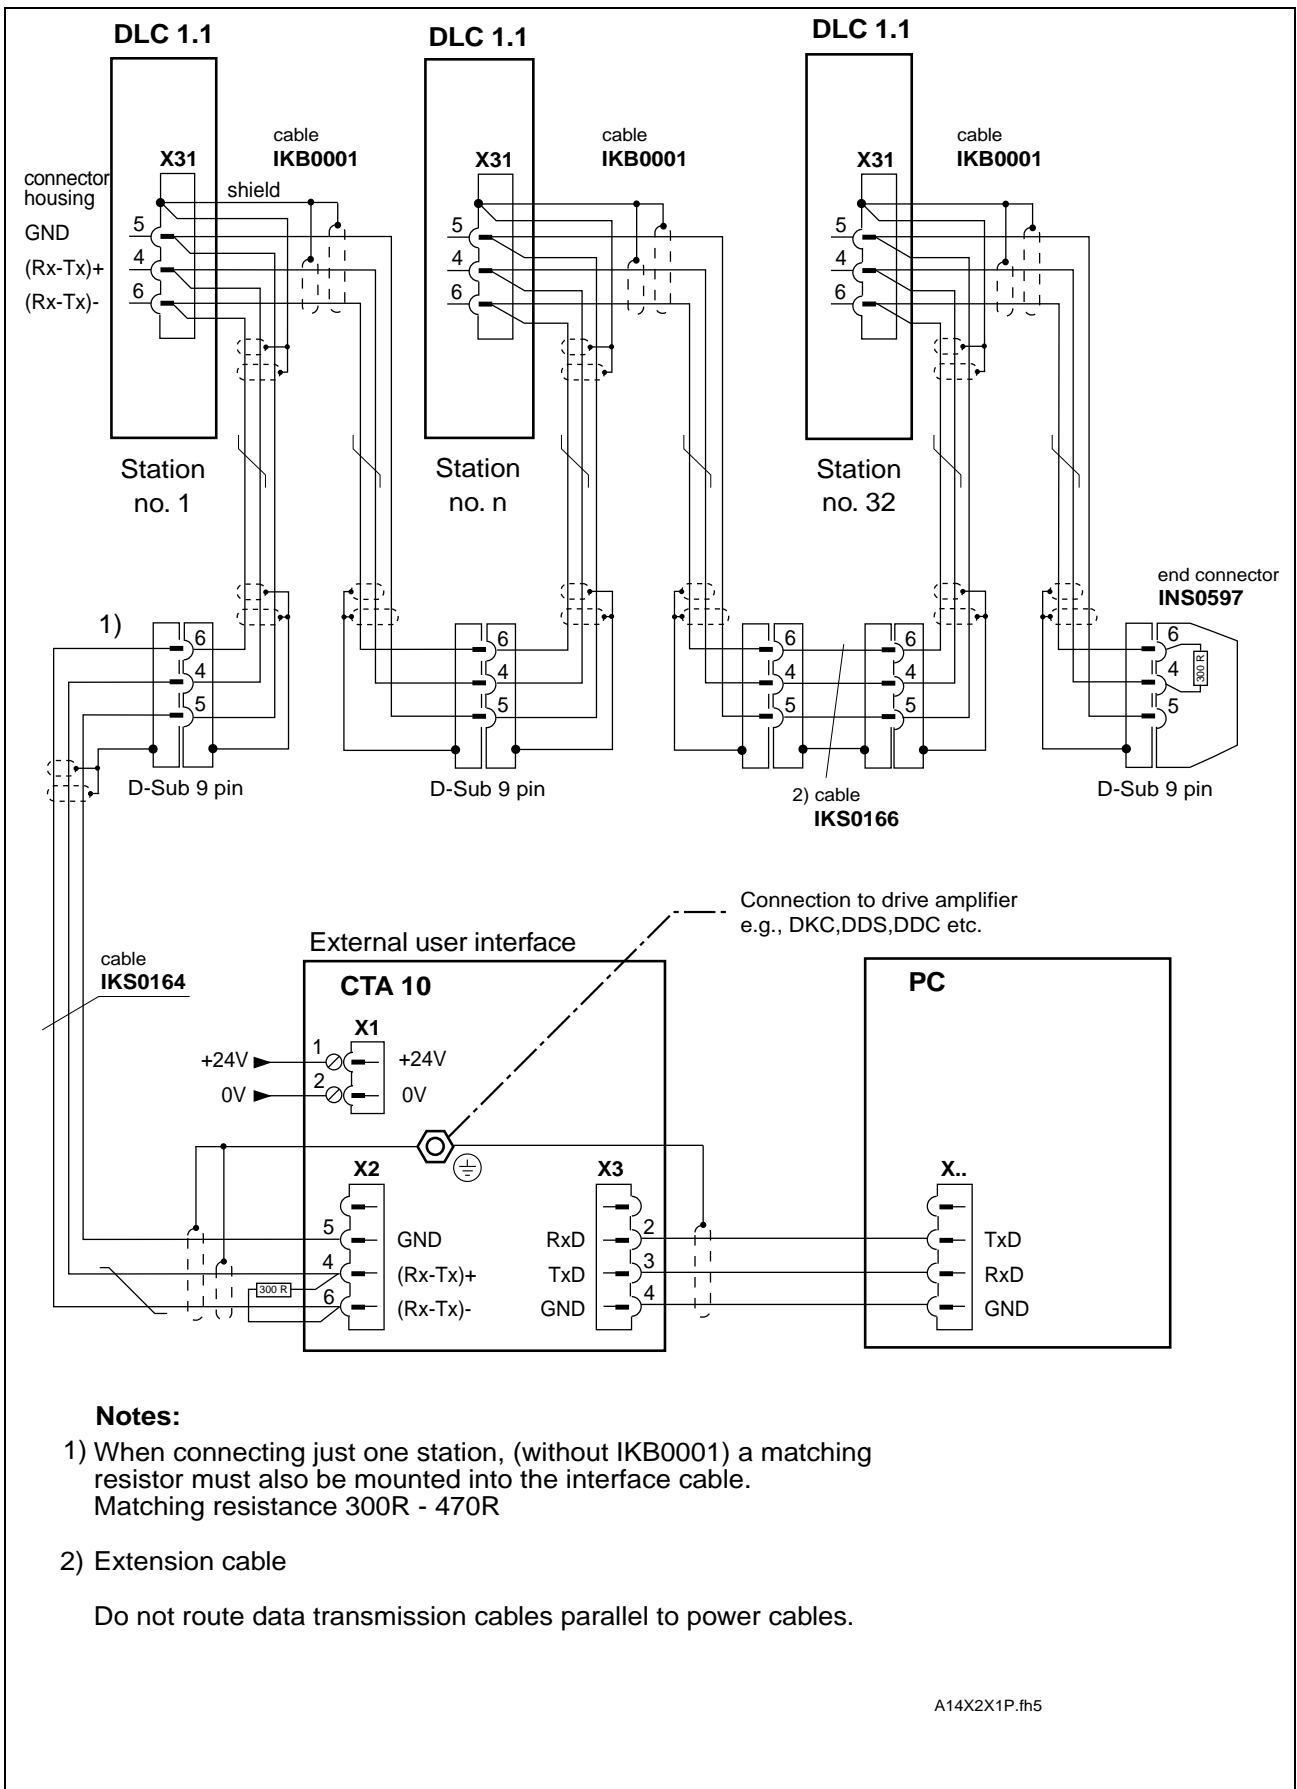 DLC 1.1
DLC 1.1
DLC 1.1
cable
IKB0001
cable
IKB0001
cable
IKB0001
X31
X31
X31
connector
housing
shield
GND
5
5
5
(Rx-Tx)+
4
4
4
(Rx-Tx)-
6
6
6
Station
no. 1
Station
no. n
Station
no. 32
end connector
INS0597
1)
6
4
5
6
4
5
6
4
5
6
4
5
6
4
5
300 R
D-Sub 9 pin
D-Sub 9 pin
2) cable
IKS0166
D-Sub 9 pin
Connection to drive amplifier
e.g., DKC,DDS,DDC etc.
External user interface
cable
IKS0164
CTA 10
PC
X1
+24V
1
+24V
0V
2
0V
X2
X3
X..
5
GND
RxD
2
TxD
4
(Rx-Tx)+
TxD
3
RxD
300 R
6
(Rx-Tx)-
GND
4
GND
Notes:
1) When connecting just one station, (without IKB0001) a matching
resistor must also be mounted into the interface cable.
Matching resistance 300R - 470R
2) Extension cable
Do not route data transmission cables parallel to power cables.
A14X2X1P.fh5